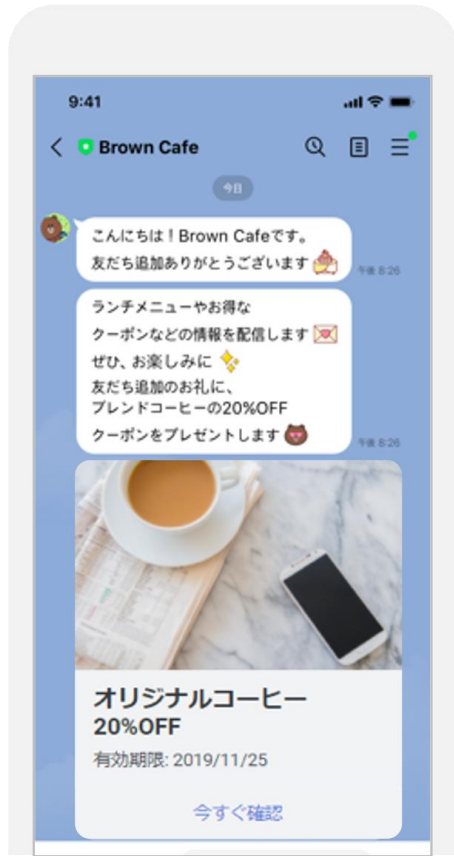 9:41
Brown Cafe
今日
こんにちは！Brown Cafeです。
友だち追加ありがとうございます
午後 8:26
ランチメニューやお得な
クーポンなどの情報を配信します
ぜひ、お楽しみに
友だち追加のお礼に、
ブレンドコーヒーの20%OFF
クーポンをプレゼントします
午後 8:26
オリジナルコーヒー
20%OFF
有効期限: 2019/11/25
今すぐ確認